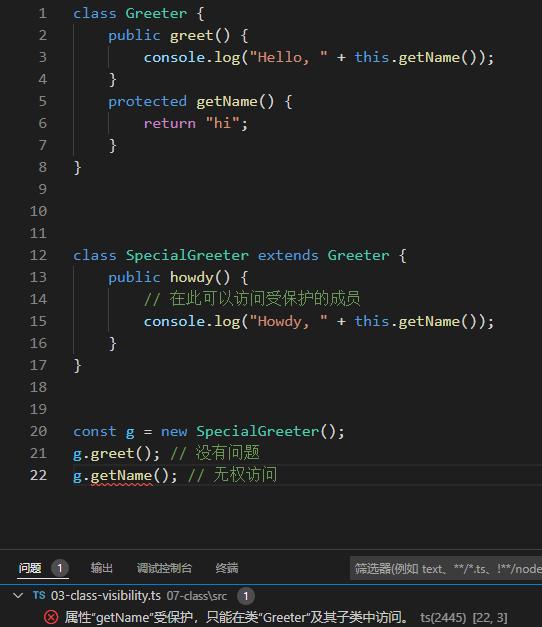 1 class Greeter {
2 public greet() {
3 console.log("Hello, " + this.getName());
4 }
5 protected getName() {
6 return "hi";
7 }
8 }
9
10
11
12 class SpecialGreeter extends Greeter {
13 public howdy() {
14 // 在此可以访问受保护的成员
15 console.log("Howdy, " + this.getName());
16 }
17 }
18
19
20 const g = new SpecialGreeter();
21 g.greet(); // 没有问题
22 g.getName(); // 无权访问
问题 1 输出 调试控制台 终端 筛选器(例如 text、**/*.ts、!**/node
TS 03-class-visibility.ts 07-class\src 1
属性“getName”受保护，只能在类“Greeter”及其子类中访问。 ts(2445) [22, 3]